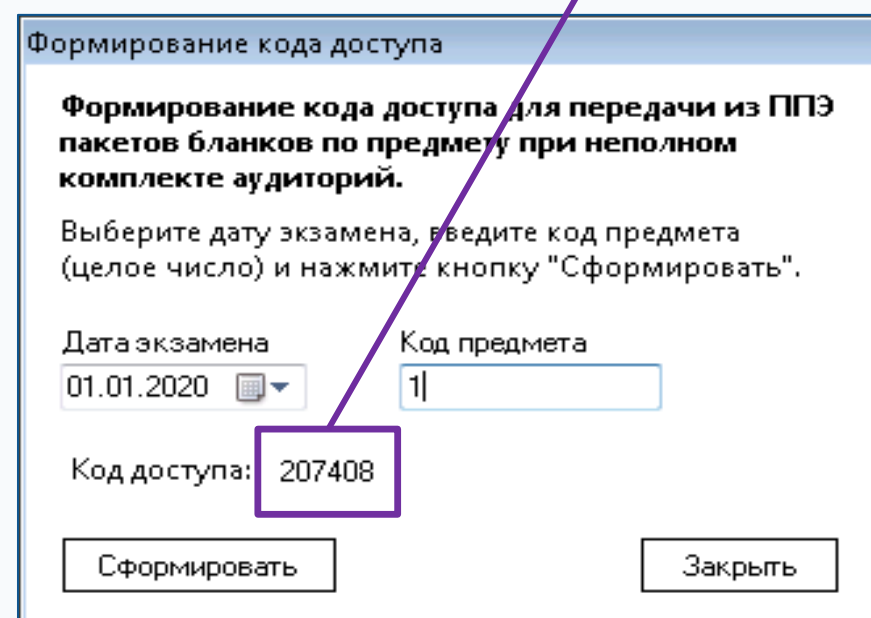 Формирование кода доступа
Формирование кода доступа для передачи из ППЭ
пакетов бланков по предмету при неполном
комплекте аудиторий.
Выберите дату экзамена, введите код предмета
(целое число) и нажмите кнопку "Сформировать".
Дата экзамена Код предмета
01.01.2020 1
Код доступа: 207408
Сформировать Закрыть